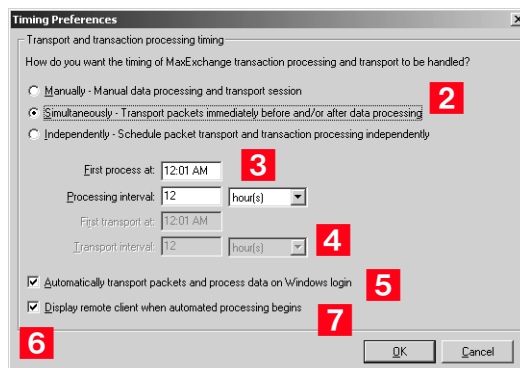 Timing Preferences
Transport and transaction processing timing
How do you want the timing of MaxExchange transaction processing and transport to be handled?
Manually - Manual data processing and transport session
2
Simultaneously - Transport packets immediately before and/or after data processing
Independently - Schedule packet transport and transaction processing independently
First process at: 12:01 AM
3
Processing interval: 12 hour(s)
First transport at: 12:01 AM
Transport interval: 12 hour(s)
4
Automatically transport packets and process data on Windows login
5
Display remote client when automated processing begins
7
6
OK Cancel